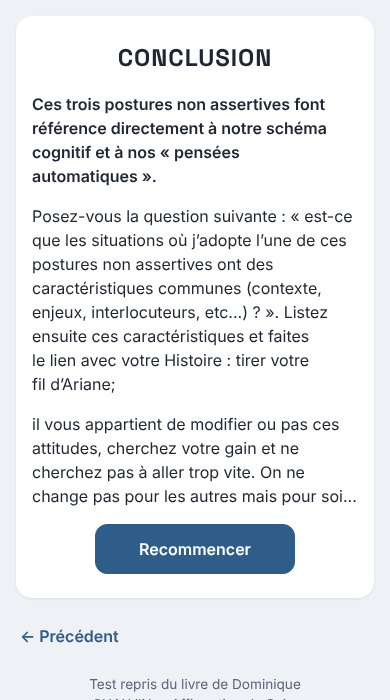 CONCLUSION
Ces trois postures non assertives font
référence directement à notre schéma
cognitif et à nos « pensées
automatiques ».
Posez-vous la question suivante : « est-ce
que les situations où j’adopte l’une de ces
postures non assertives ont des
caractéristiques communes (contexte,
enjeux, interlocuteurs, etc...) ? ». Listez
ensuite ces caractéristiques et faites
le lien avec votre Histoire : tirer votre
fil d’Ariane;
il vous appartient de modifier ou pas ces
attitudes, cherchez votre gain et ne
cherchez pas à aller trop vite. On ne
change pas pour les autres mais pour soi...
Recommencer
← Précédent
Test repris du livre de Dominique